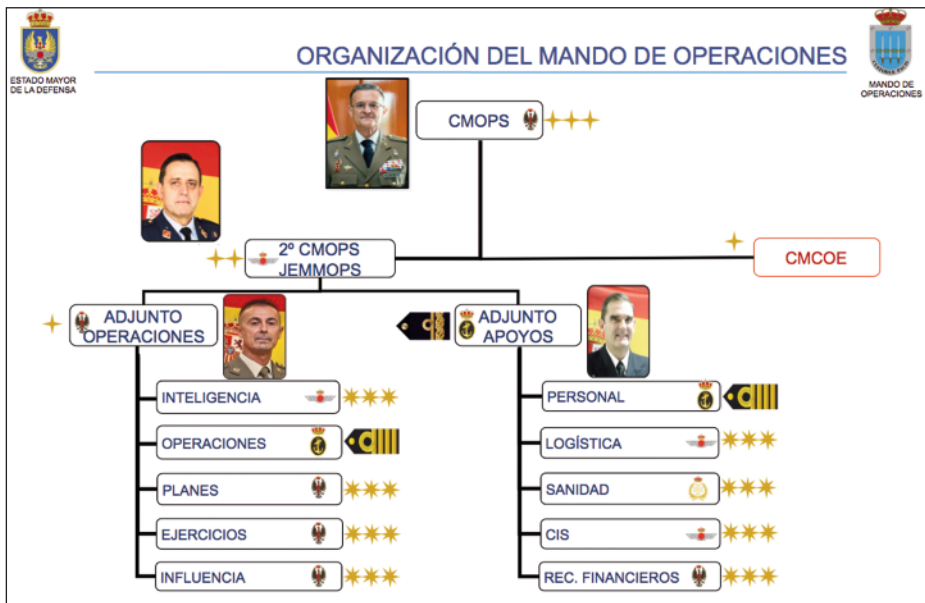 ESTADO MAYOR
DE LA DEFENSA
ORGANIZACIÓN DEL MANDO DE OPERACIONES
MANDO DE
OPERACIONES
CMOPS
2º CMOPS
JEMMOPS
CMCOE
ADJUNTO
OPERACIONES
ADJUNTO
APOYOS
INTELIGENCIA
OPERACIONES
PLANES
EJERCICIOS
INFLUENCIA
PERSONAL
LOGÍSTICA
SANIDAD
CIS
REC. FINANCIEROS